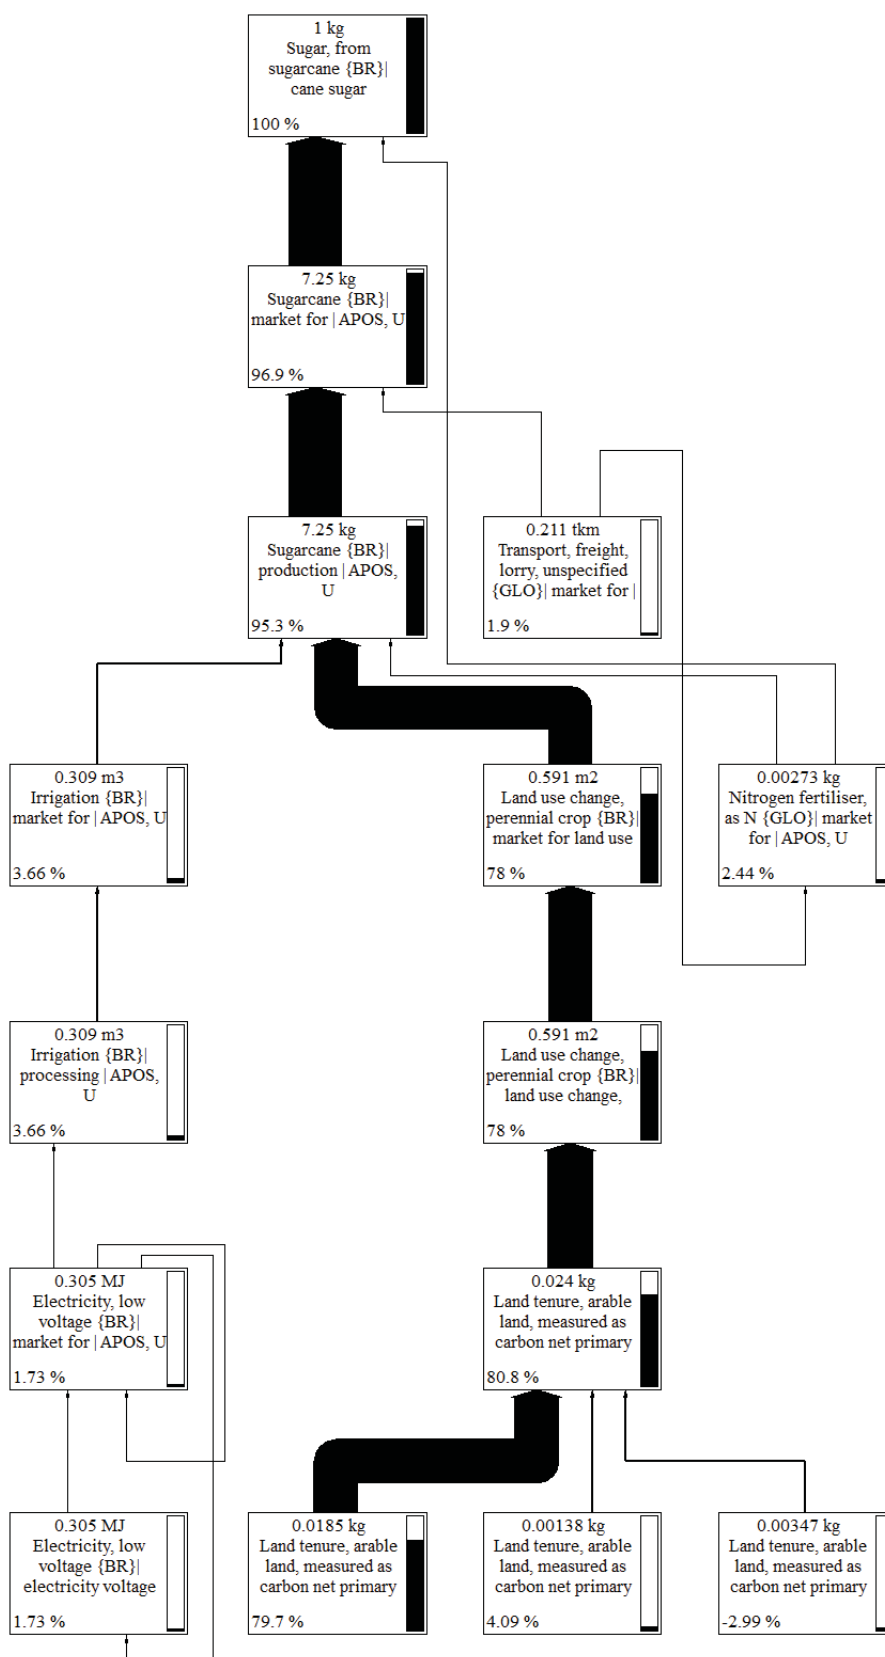 1 kg
Sugar, from
sugarcane {BR}|
cane sugar
100 %
7.25 kg
Sugarcane {BR}|
market for | APOS, U
96.9 %
7.25 kg
Sugarcane {BR}|
production | APOS,
U
95.3 %
0.211 tkm
Transport, freight,
lorry, unspecified
{GLO}| market for |
1.9 %
0.309 m3
Irrigation {BR}|
market for | APOS, U
3.66 %
0.591 m2
Land use change,
perennial crop {BR}|
market for land use
78 %
0.00273 kg
Nitrogen fertiliser,
as N {GLO}| market
for | APOS, U
2.44 %
0.309 m3
Irrigation {BR}|
processing | APOS,
U
3.66 %
0.591 m2
Land use change,
perennial crop {BR}|
land use change,
78 %
0.305 MJ
Electricity, low
voltage {BR}|
market for | APOS, U
1.73 %
0.024 kg
Land tenure, arable
land, measured as
carbon net primary
80.8 %
0.305 MJ
Electricity, low
voltage {BR}|
electricity voltage
1.73 %
0.0185 kg
Land tenure, arable
land, measured as
carbon net primary
79.7 %
0.00138 kg
Land tenure, arable
land, measured as
carbon net primary
4.09 %
0.00347 kg
Land tenure, arable
land, measured as
carbon net primary
-2.99 %